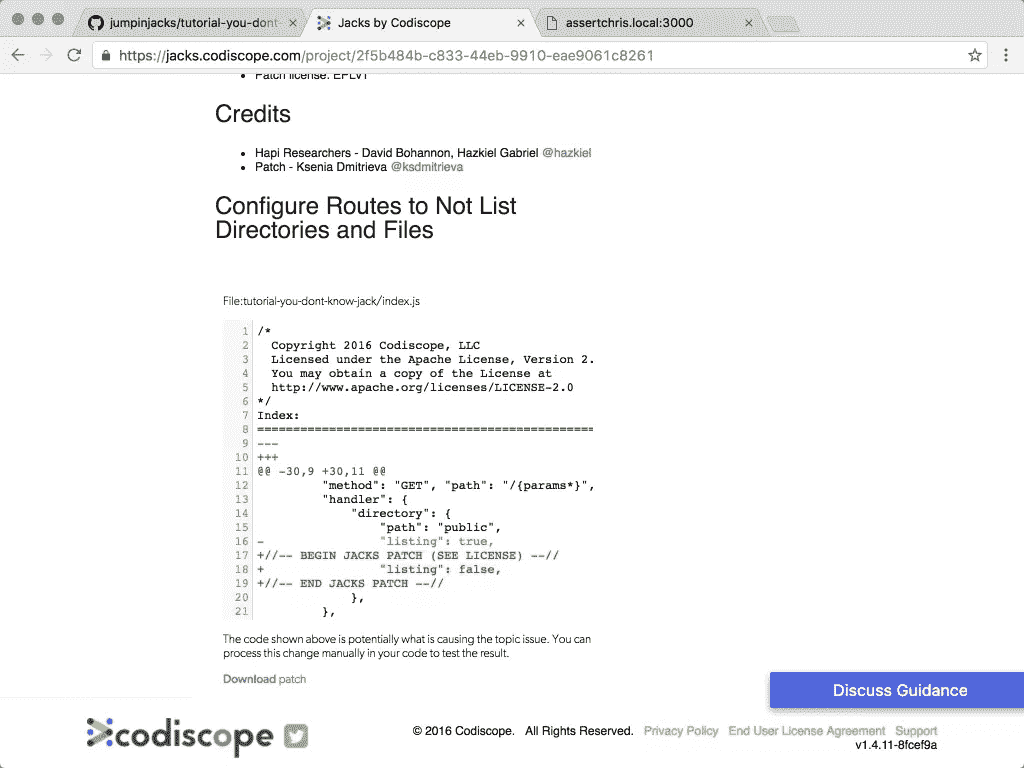 jumpinjacks/tutorial-you-dont
Jacks by Codiscope
assertchris.local:3000
https://jacks.codiscope.com/project/2f5b484b-c833-44eb-9910-eae9061c8261
Patch license: EPLv1
Credits
Hapi Researchers - David Bohannon, Hazkiel Gabriel @hazkiel
Patch - Ksenia Dmitrieva @ksdmitrieva
Configure Routes to Not List
Directories and Files
File:tutorial-you-dont-know-jack/index.js
1 /*
2 Copyright 2016 Codiscope, LLC
3 Licensed under the Apache License, Version 2.
4 You may obtain a copy of the License at
5 http://www.apache.org/licenses/LICENSE-2.0
6 */
7 Index:
8 ===============================================
9 ---
10 +++
11 @@ -30,9 +30,11 @@
12 "method": "GET", "path": "/{params*}",
13 "handler": {
14 "directory": {
15 "path": "public",
16 - "listing": true,
17 +//-- BEGIN JACKS PATCH (SEE LICENSE) --//
18 + "listing": false,
19 +//-- END JACKS PATCH --//
20 },
21 },
The code shown above is potentially what is causing the topic issue. You can
process this change manually in your code to test the result.
Download patch
Discuss Guidance
codiscope
© 2016 Codiscope. All Rights Reserved. Privacy Policy End User License Agreement Support
v1.4.11-8fcef9a